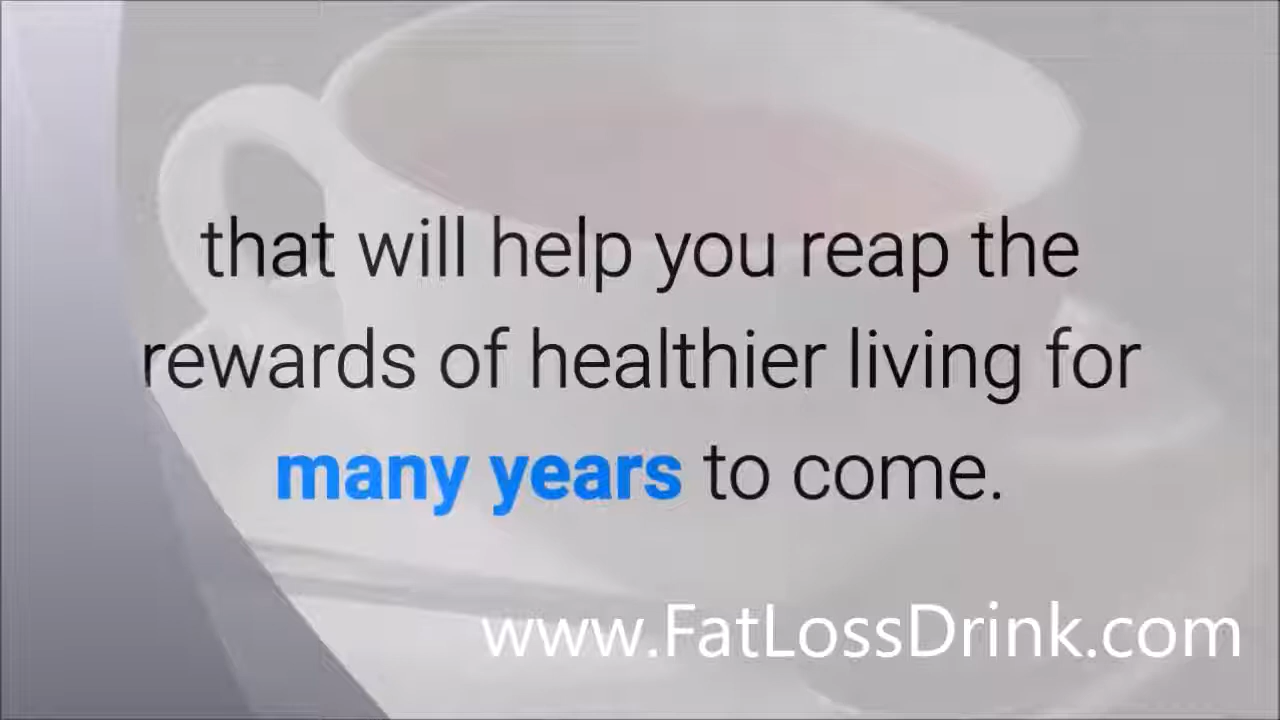 that will help you reap the
rewards of healthier living for
many years to come.
www.FatLossDrink.com